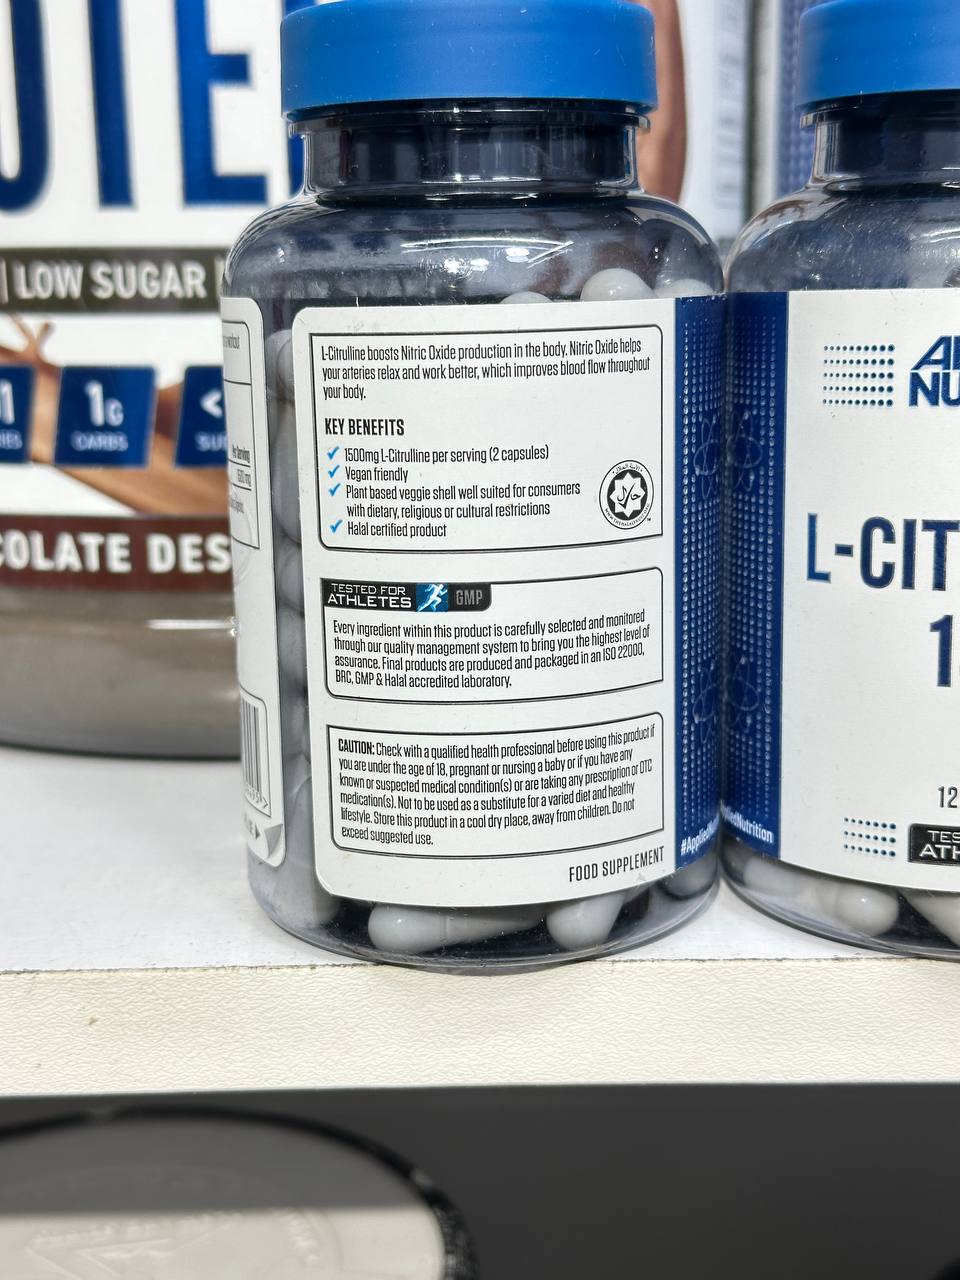 LOW SUGAR
1G
CARBS
COLATE DES
L-Citrulline boosts Nitric Oxide production in the body. Nitric Oxide helps
your arteries relax and work better, which improves blood flow throughout
your body.
KEY BENEFITS
1500mg L-Citrulline per serving (2 capsules)
Vegan friendly
Plant based veggie shell well suited for consumers
with dietary, religious or cultural restrictions
Halal certified product
حلال
TESTED FOR
ATHLETES
GMP
Every ingredient within this product is carefully selected and monitored
through our quality management system to bring you the highest level of
assurance. Final products are produced and packaged in an ISO 22000,
BRC, GMP & Halal accredited laboratory.
CAUTION: Check with a qualified health professional before using this product if
you are under the age of 18, pregnant or nursing a baby or if you have any
known or suspected medical condition(s) or are taking any prescription or OTC
medication(s). Not to be used as a substitute for a varied diet and healthy
lifestyle. Store this product in a cool dry place, away from children. Do not
exceed suggested use.
FOOD SUPPLEMENT
#AppliedNu
pliedNutrition
L-CIT
12
TES
ATH